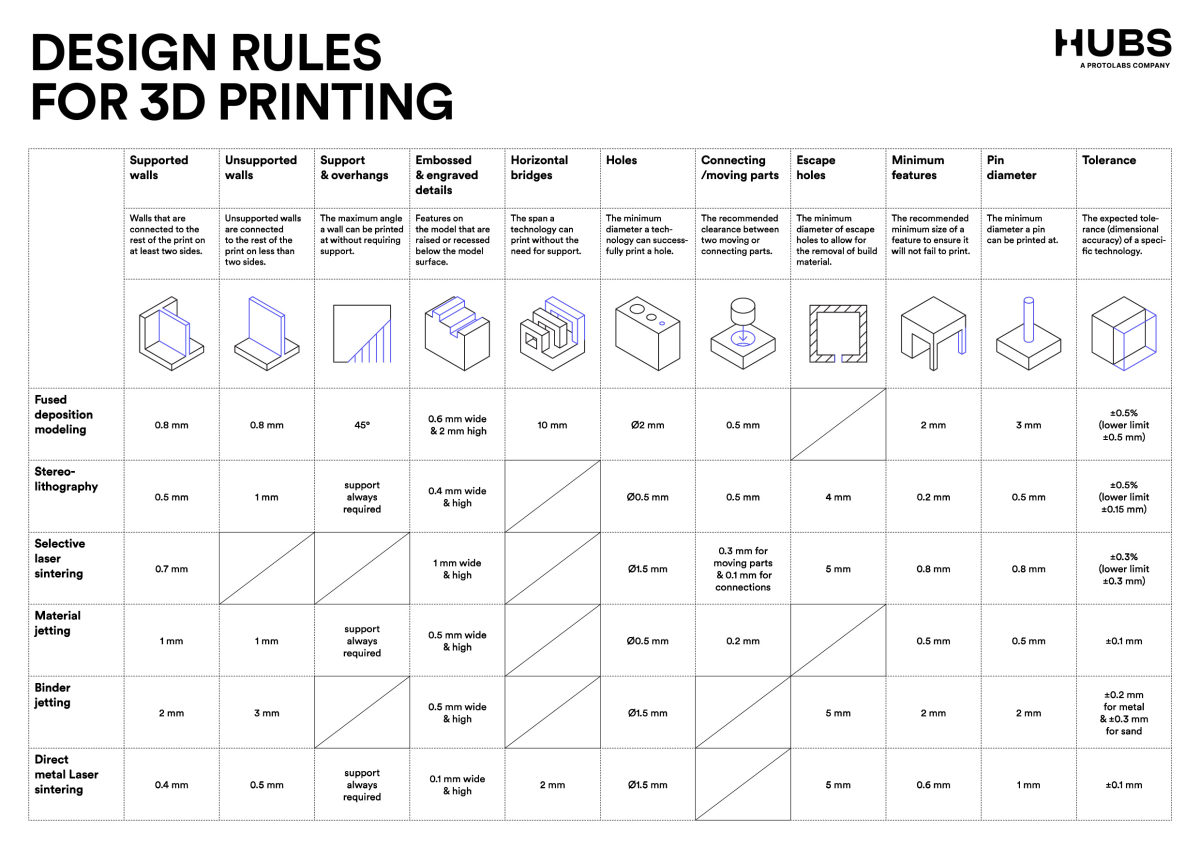 DESIGN RULES
FOR 3D PRINTING
HUBS
A PROTOLABS COMPANY
Supported
walls
Unsupported
walls
Support
& overhangs
Embossed
& engraved
details
Horizontal
bridges
Holes
Connecting
/moving parts
Escape
holes
Minimum
features
Pin
diameter
Tolerance
Walls that are
connected to the
rest of the print on
at least two sides.
Unsupported walls
are connected
to the rest of the
print on less than
two sides.
The maximum angle
a wall can be printed
at without requiring
support.
Features on
the model that are
raised or recessed
below the model
surface.
The span a
technology can
print without the
need for support.
The minimum
diameter a tech-
nology can success-
fully print a hole.
The recommended
clearance between
two moving or
connecting parts.
The minimum
diameter of escape
holes to allow for
the removal of build
material.
The recommended
minimum size of a
feature to ensure it
will not fail to print.
The minimum
diameter a pin
can be printed at.
The expected tole-
rance (dimensional
accuracy) of a speci-
fic technology.
Fused
deposition
modeling
0.8 mm
0.8 mm
45°
0.6 mm wide
& 2 mm high
10 mm
Ø2 mm
0.5 mm
2 mm
3 mm
±0.5%
(lower limit
±0.5 mm)
Stereo-
lithography
0.5 mm
1 mm
support
always
required
0.4 mm wide
& high
Ø0.5 mm
0.5 mm
4 mm
0.2 mm
0.5 mm
±0.5%
(lower limit
±0.15 mm)
Selective
laser
sintering
0.7 mm
1 mm wide
& high
Ø1.5 mm
0.3 mm for
moving parts
& 0.1 mm for
connections
5 mm
0.8 mm
0.8 mm
±0.3%
(lower limit
±0.3 mm)
Material
jetting
1 mm
1 mm
support
always
required
0.5 mm wide
& high
Ø0.5 mm
0.2 mm
0.5 mm
0.5 mm
±0.1 mm
Binder
jetting
2 mm
3 mm
0.5 mm wide
& high
Ø1.5 mm
5 mm
2 mm
2 mm
±0.2 mm
for metal
& ±0.3 mm
for sand
Direct
metal Laser
sintering
0.4 mm
0.5 mm
support
always
required
0.1 mm wide
& high
2 mm
Ø1.5 mm
5 mm
0.6 mm
1 mm
±0.1 mm